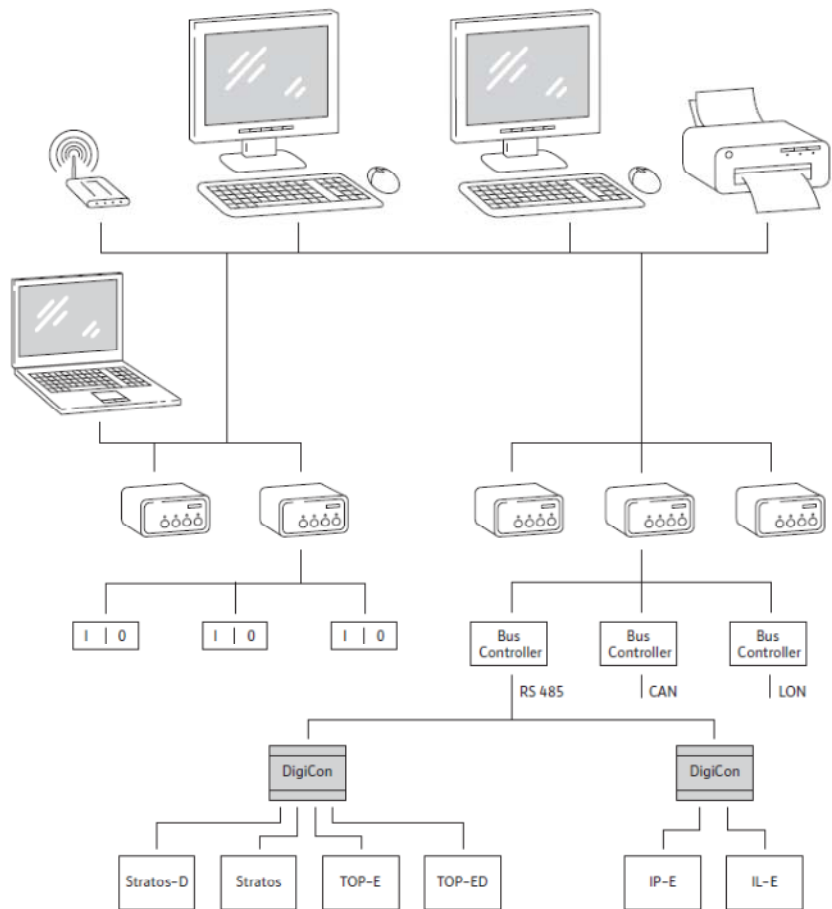 I | 0
I | 0
I | 0
Bus
Controller
Bus
Controller
Bus
Controller
RS 485
CAN
LON
DigiCon
DigiCon
Stratos-D
Stratos
TOP-E
TOP-ED
IP-E
IL-E